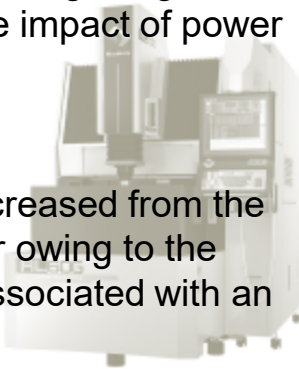 e impact of power
creased from the
r owing to the
ssociated with an